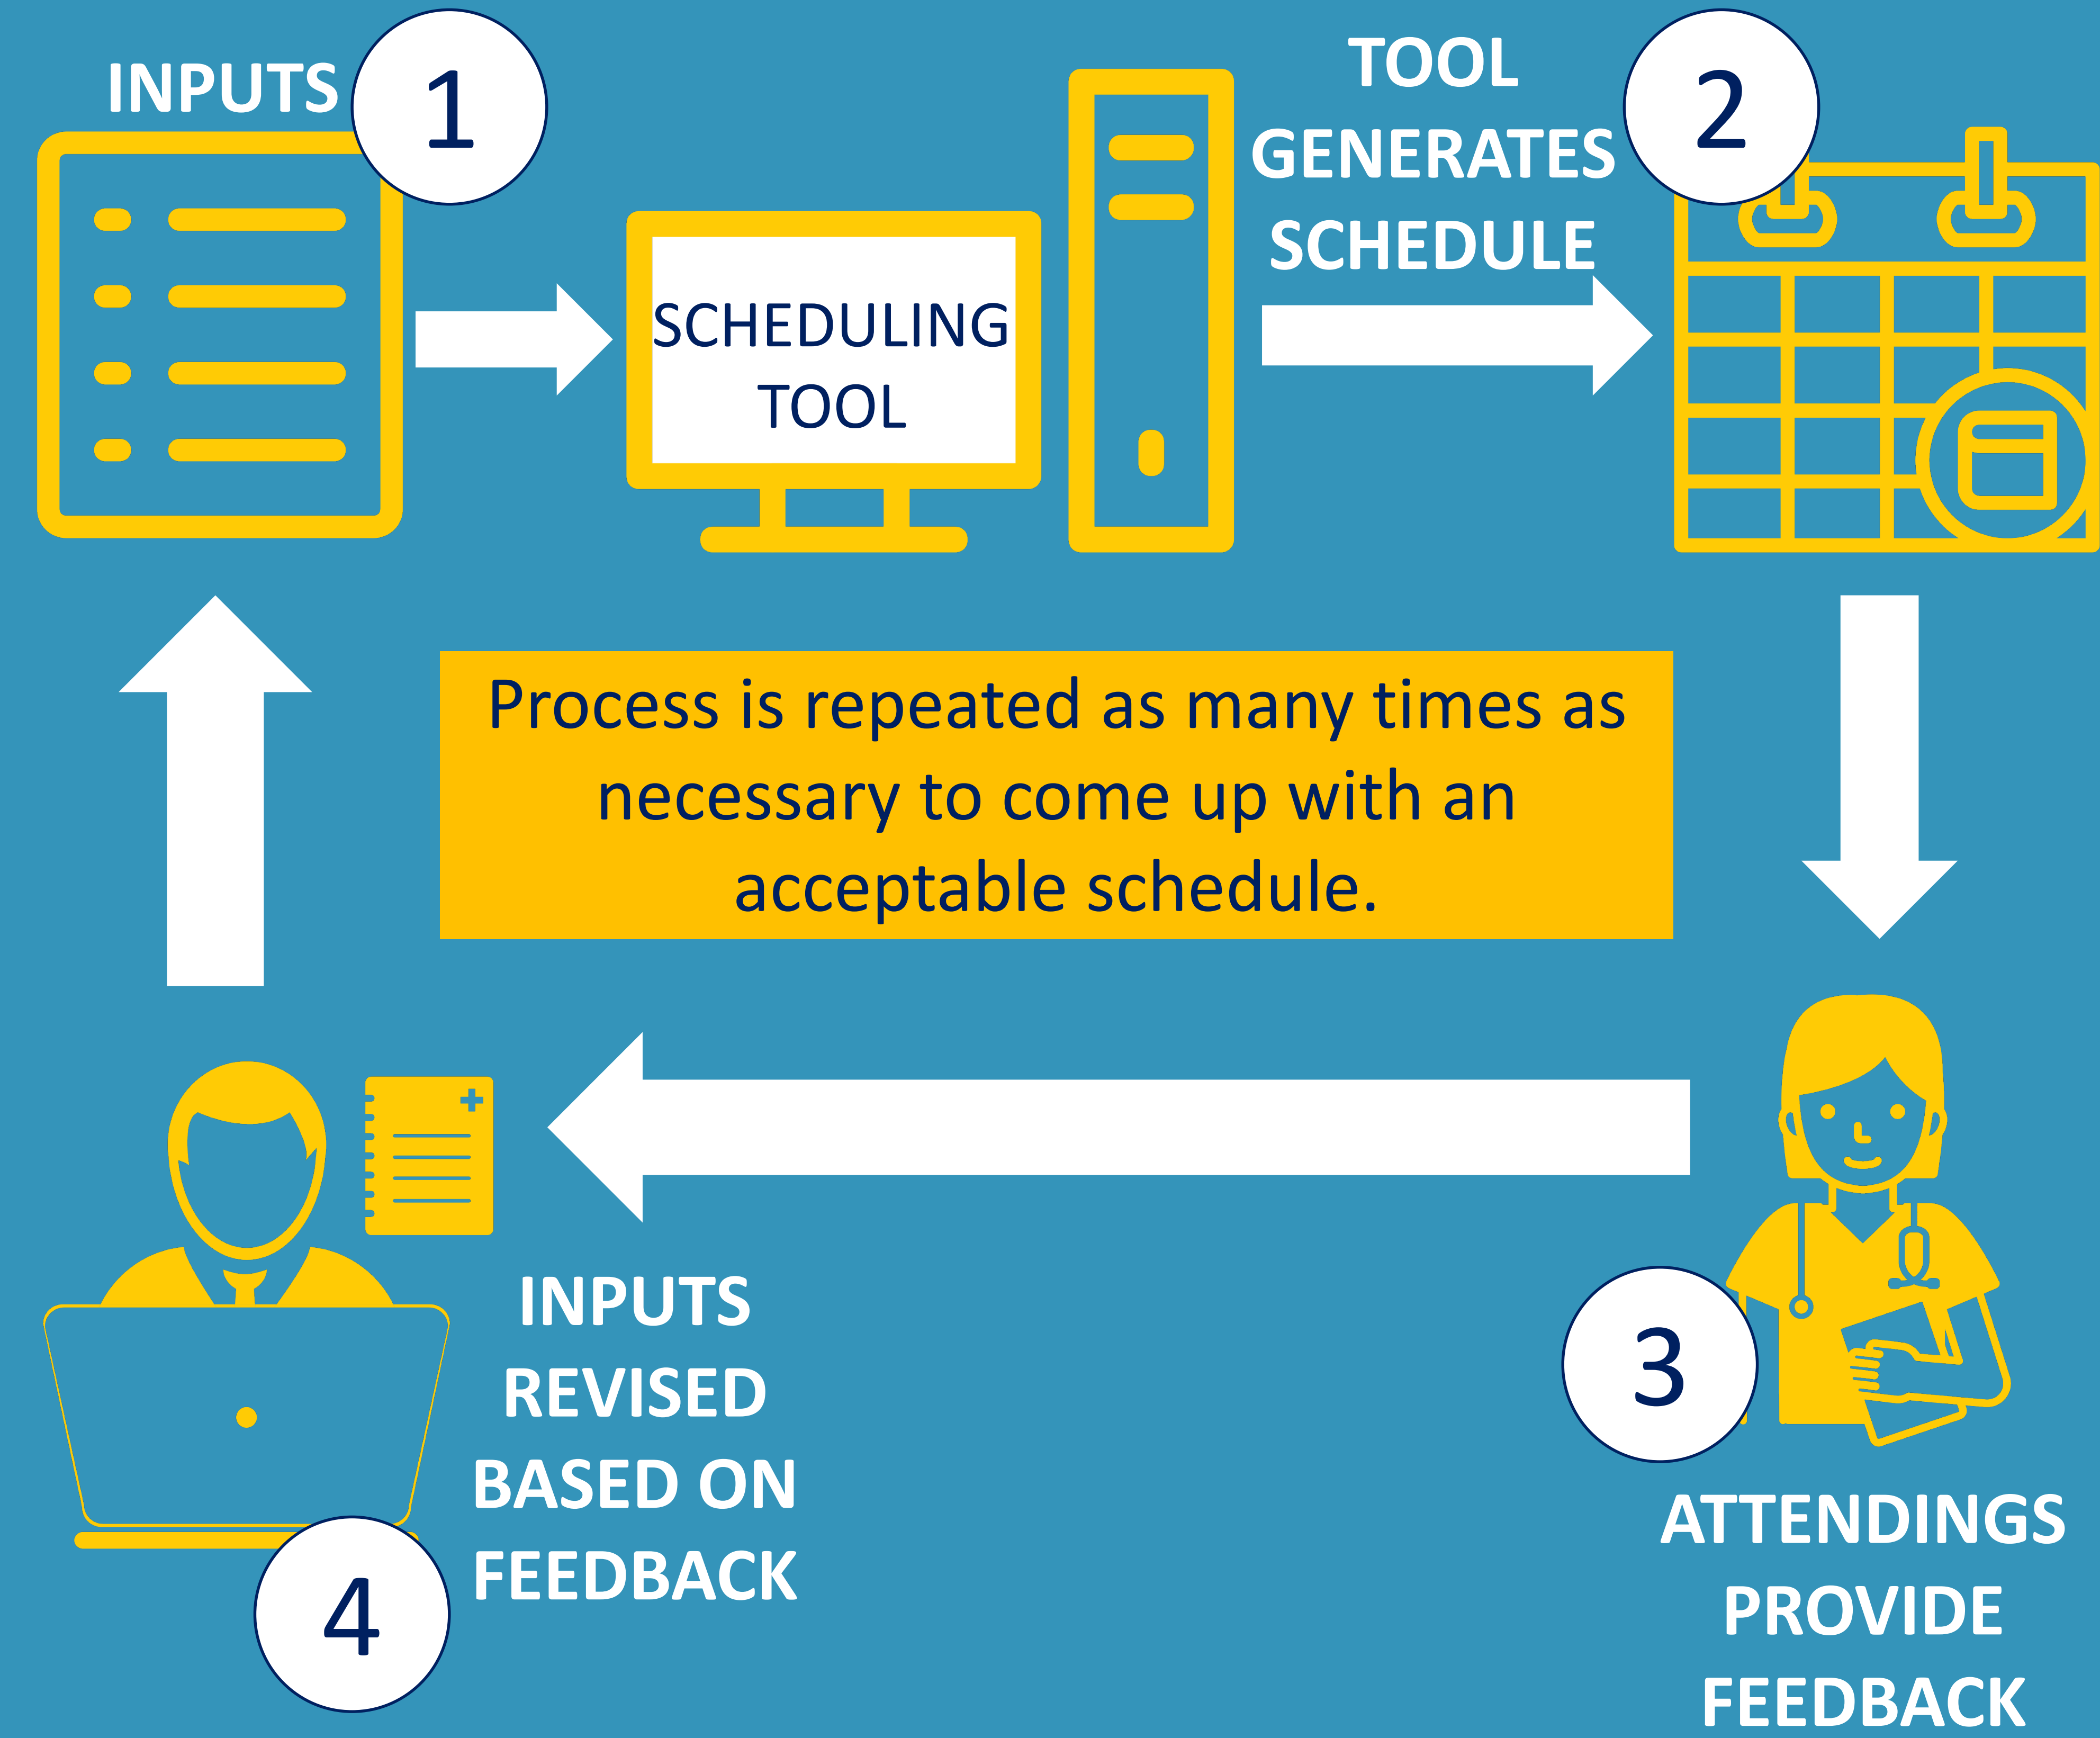 INPUTS
1
SCHEDULING
TOOL
TOOL
GENERATES
SCHEDULE
2
Process is repeated as many times as
necessary to come up with an
acceptable schedule.
3
ATTENDINGS
PROVIDE
FEEDBACK
INPUTS
REVISED
BASED ON
FEEDBACK
4